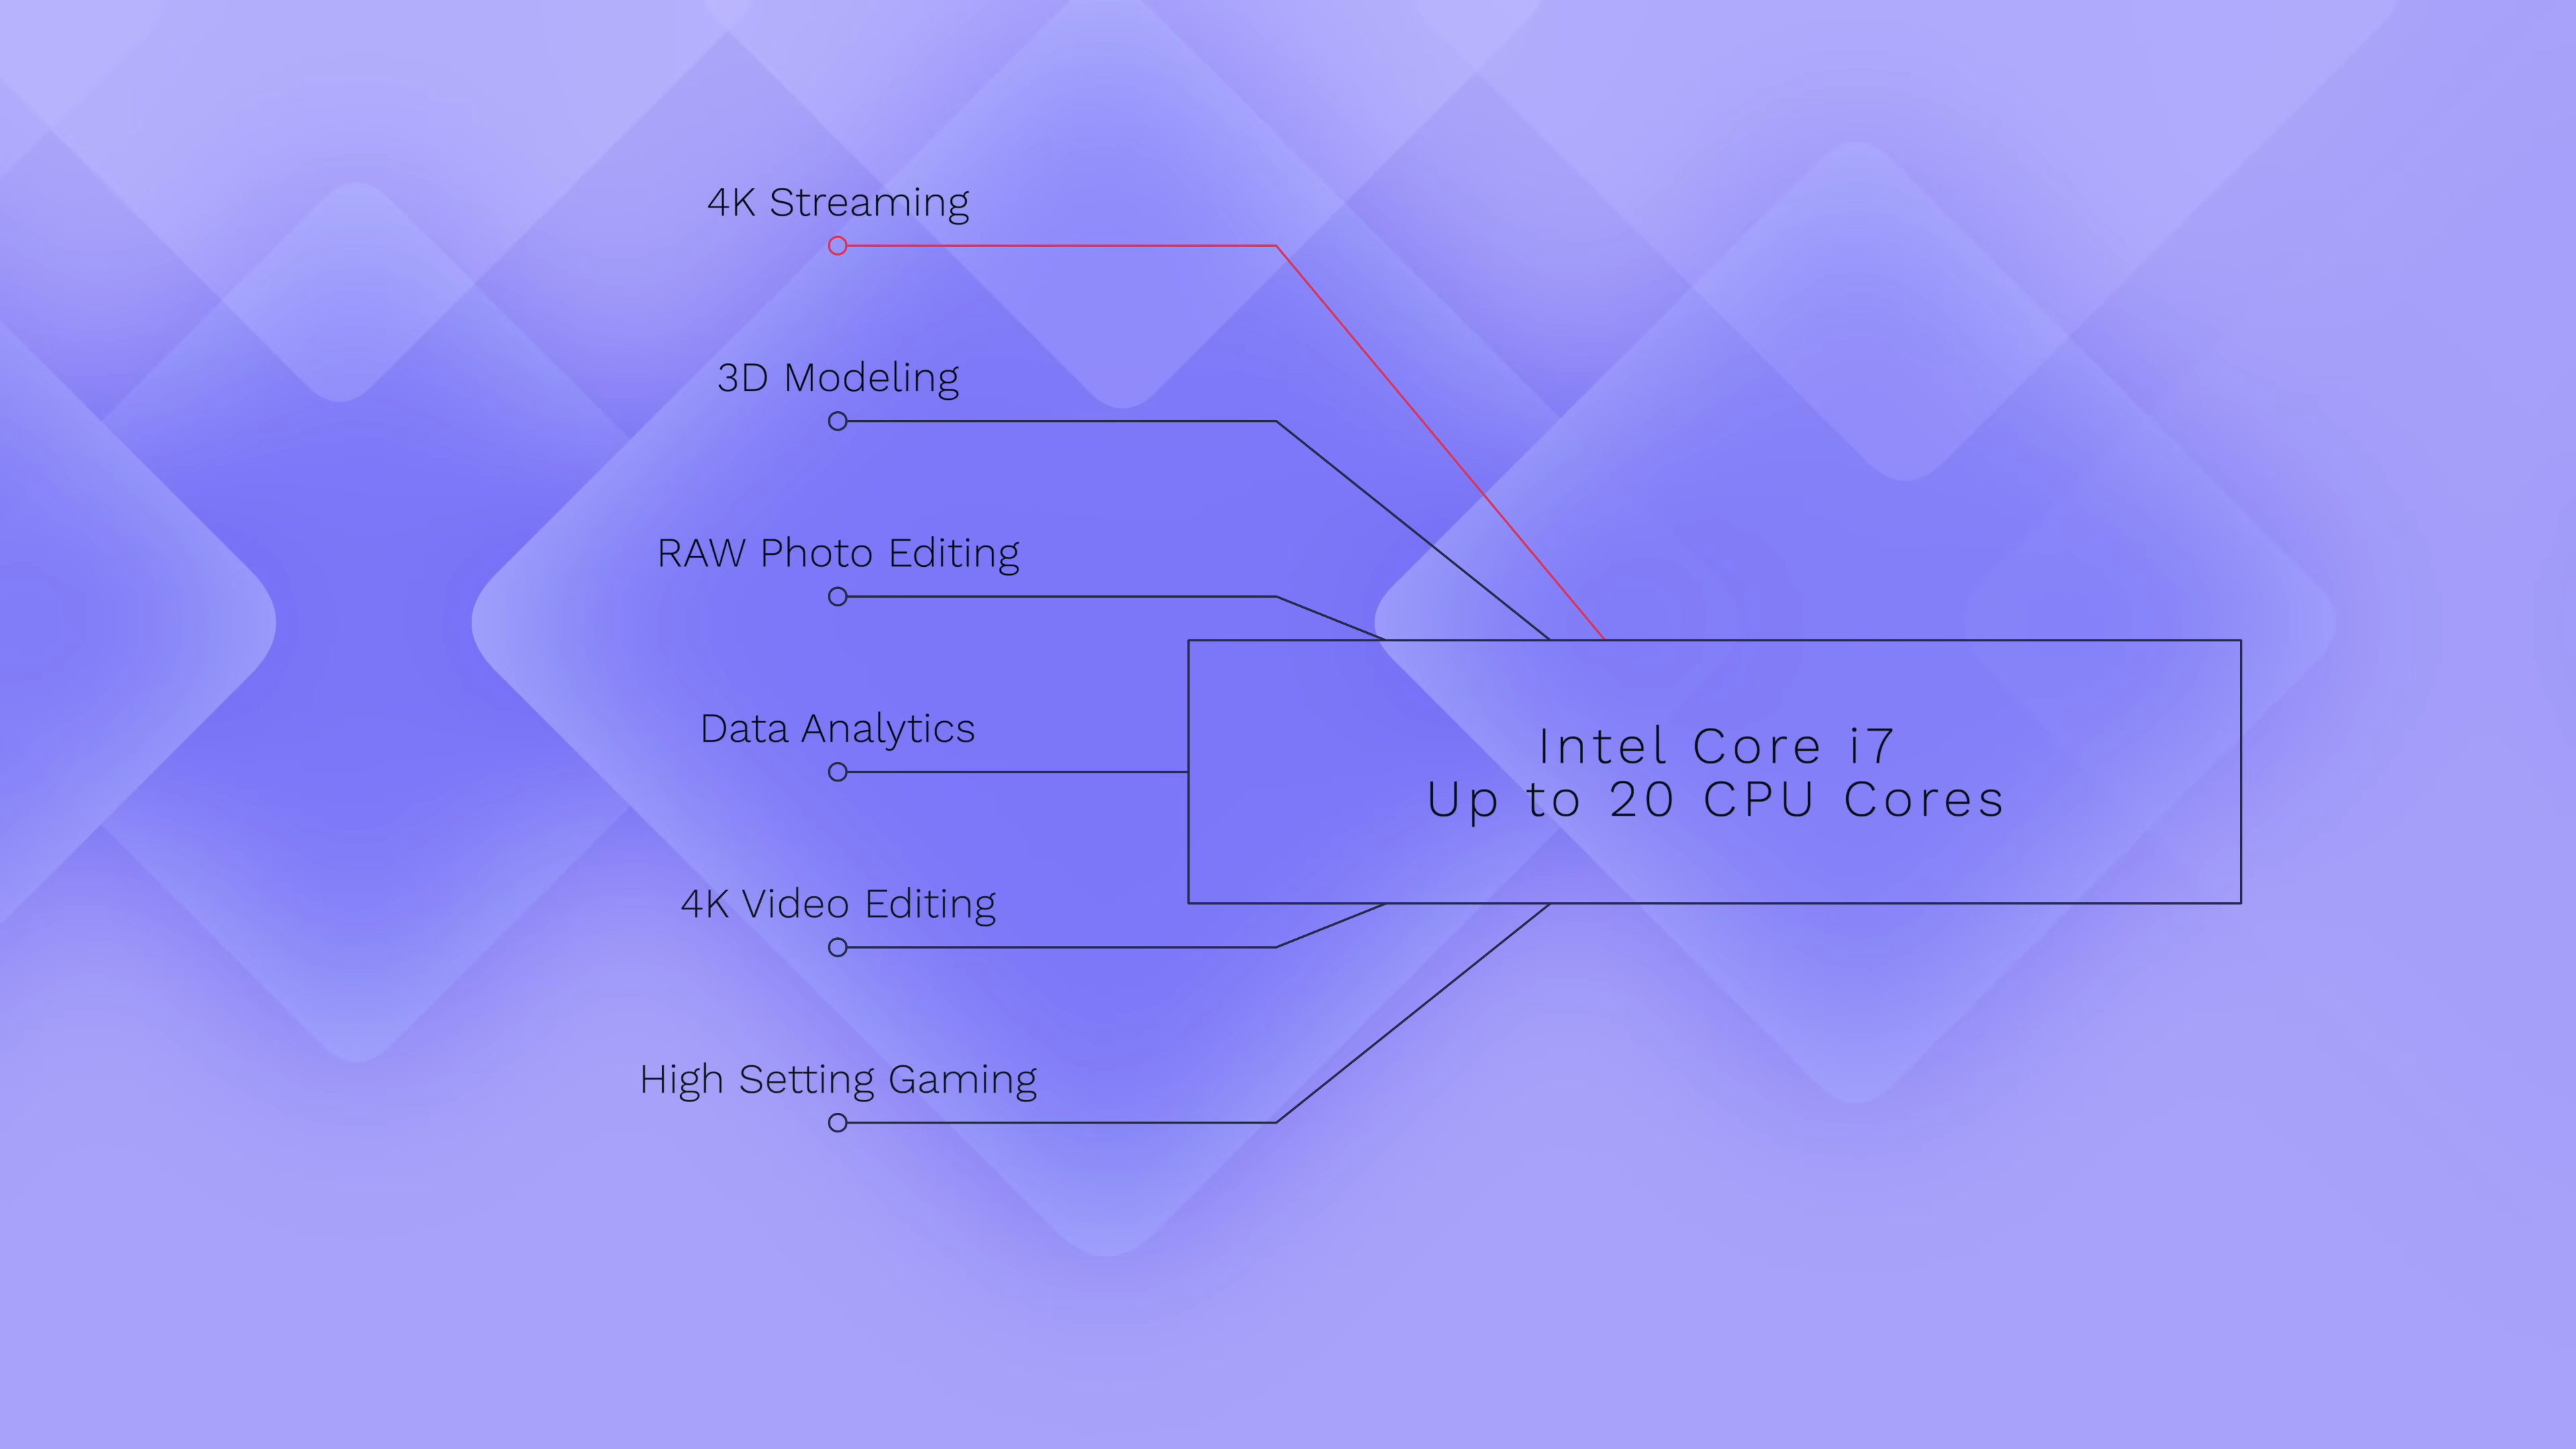 4K Streaming
3D Modeling
RAW Photo Editing
Data Analytics
4K Video Editing
High Setting Gaming
Intel Core i7
Up to 20 CPU Cores